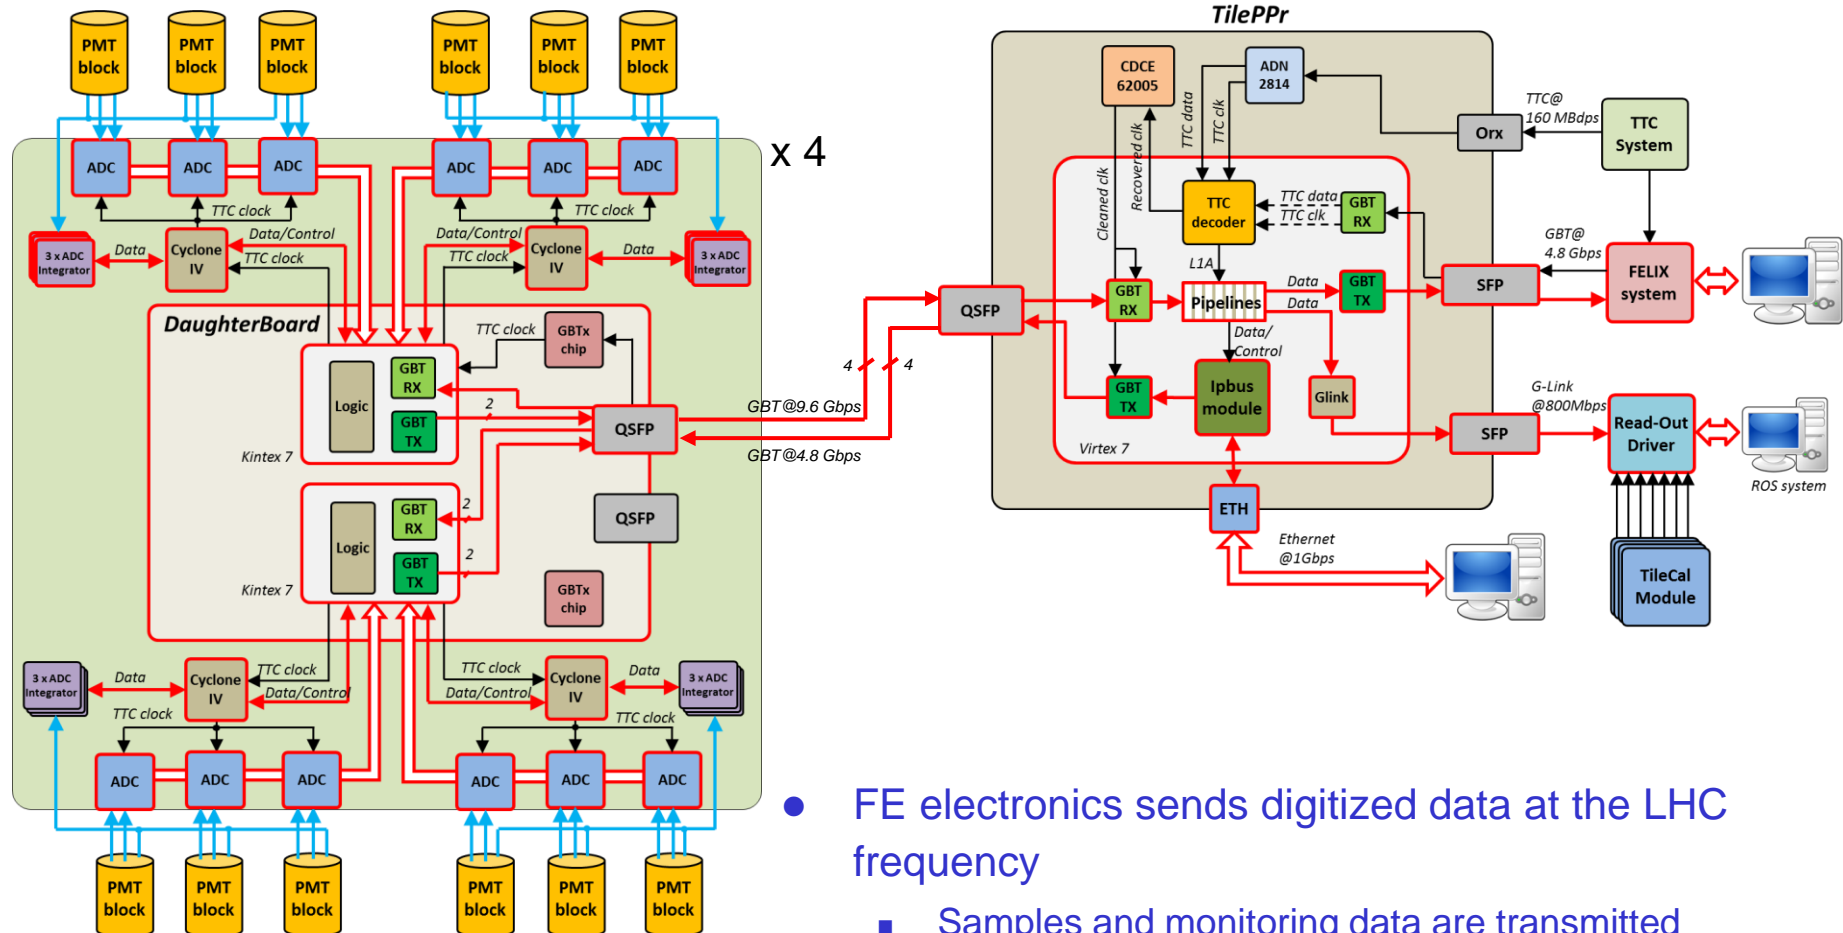 TilePPr
PMT block
PMT block
PMT block
PMT block
PMT block
PMT block
x 4
ADC
ADC
ADC
ADC
ADC
ADC
TTC clock
TTC clock
3 x ADC Integrator
Data
Cyclone IV
Data/Control
TTC clock
Data/Control
TTC clock
Cyclone IV
Data
3 x ADC Integrator
DaughterBoard
TTC clock
GBTx chip
Logic
GBT RX
GBT TX
2
Kintex 7
QSFP
Logic
GBT RX
GBT TX
2
2
Kintex 7
QSFP
GBTx chip
3 x ADC Integrator
Data
Cyclone IV
TTC clock
Data/Control
TTC clock
Data/Control
Cyclone IV
Data
3 x ADC Integrator
TTC clock
TTC clock
ADC
ADC
ADC
ADC
ADC
ADC
PMT block
PMT block
PMT block
PMT block
PMT block
PMT block
GBT@9.6 Gbps
GBT@4.8 Gbps
4
4
QSFP
CDCE 62005
ADN 2814
TTC data
TTC clk
Recovered clk
Cleaned clk
TTC decoder
TTC data
TTC clk
GBT RX
L1A
GBT RX
Pipelines
Data
Data
GBT TX
Data/
Control
GBT TX
Ipbus module
Glink
Virtex 7
ETH
Ethernet
@1Gbps
Orx
TTC@
160 MBdps
TTC System
GBT@
4.8 Gbps
SFP
FELIX system
G-Link
@800Mbps
SFP
Read-Out Driver
ROS system
TileCal Module
● FE electronics sends digitized data at the LHC
frequency
■ Samples and monitoring data are transmitted